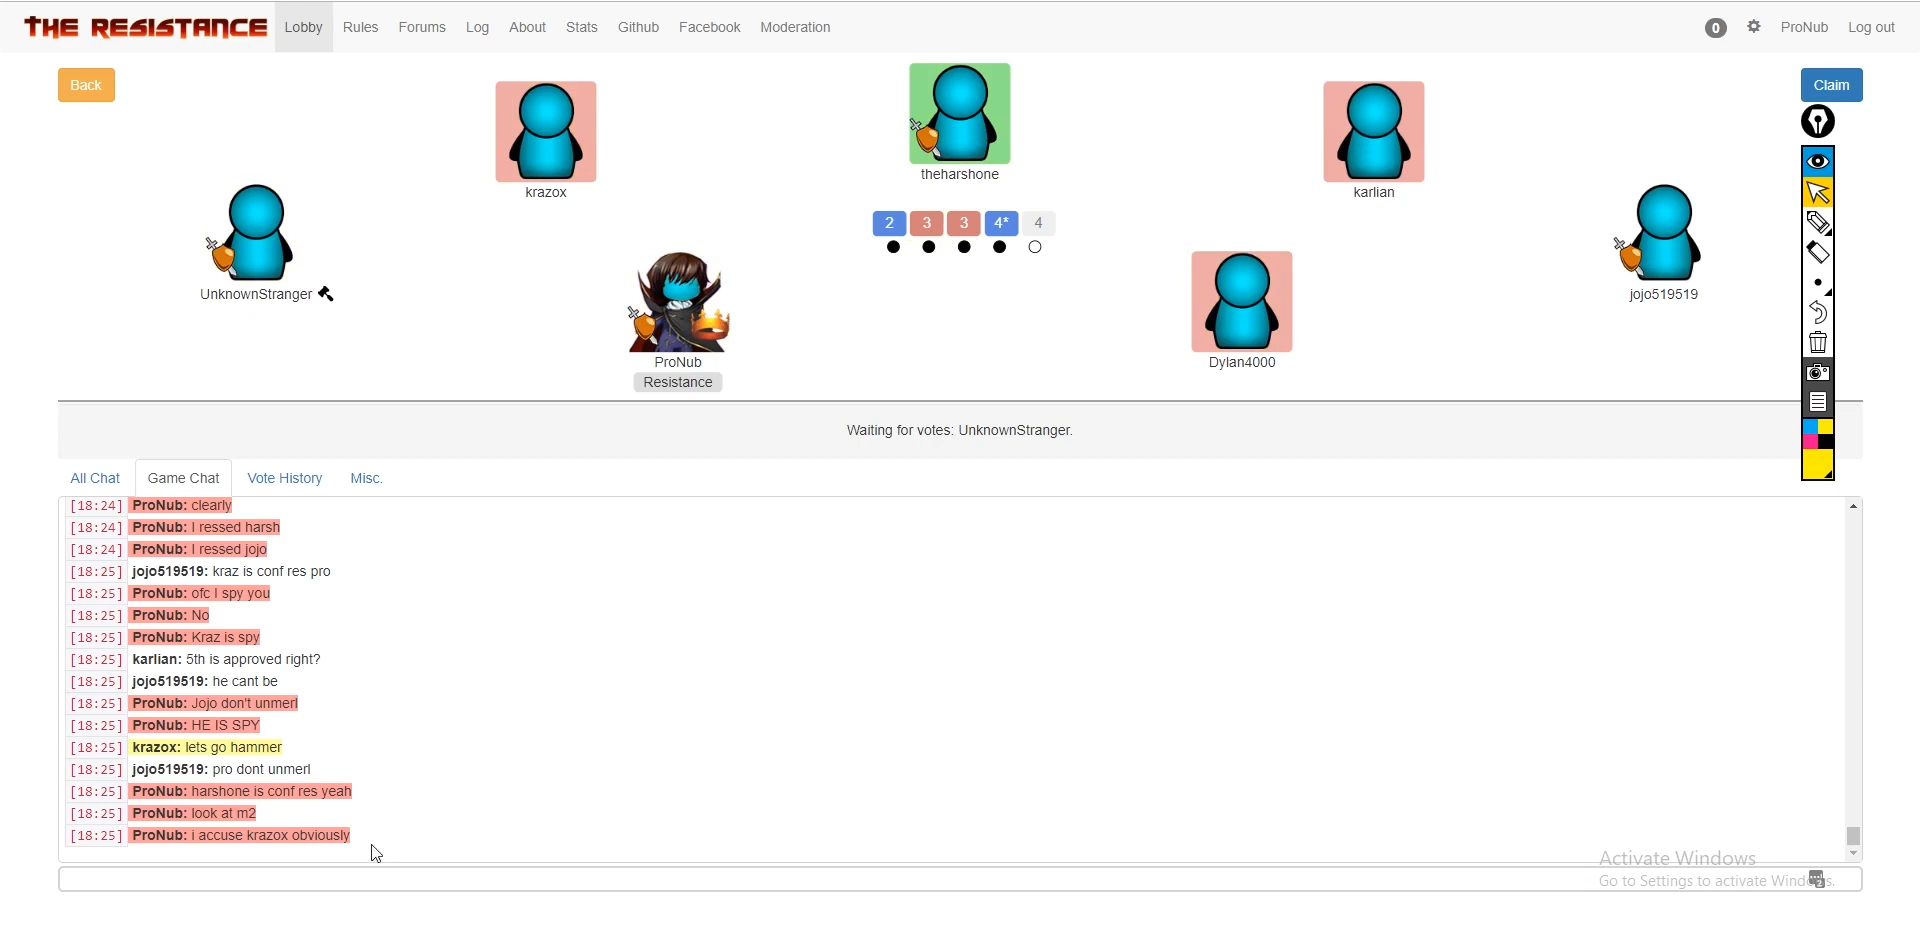 THE RESISTANCE Lobby Rules Forums Log About Stats Github Facebook Moderation 0 ProNub Log out
Back
Claim
krazox
theharshone
karlian
2 3 3 4* 4
UnknownStranger
jojo519519
ProNub
Dylan4000
Resistance
Waiting for votes: UnknownStranger.
All Chat Game Chat Vote History Misc.
[18:24] ProNub: clearly
[18:24] ProNub: I ressed harsh
[18:24] ProNub: I ressed jojo
[18:25] jojo519519: kraz is conf res pro
[18:25] ProNub: ofc I spy you
[18:25] ProNub: No
[18:25] ProNub: Kraz is spy
[18:25] karlian: 5th is approved right?
[18:25] jojo519519: he cant be
[18:25] ProNub: Jojo don't unmerl
[18:25] ProNub: HE IS SPY
[18:25] krazox: lets go hammer
[18:25] jojo519519: pro dont unmerl
[18:25] ProNub: harshone is conf res yeah
[18:25] ProNub: look at m2
[18:25] ProNub: i accuse krazox obviously
Activate Windows
Go to Settings to activate Windows.